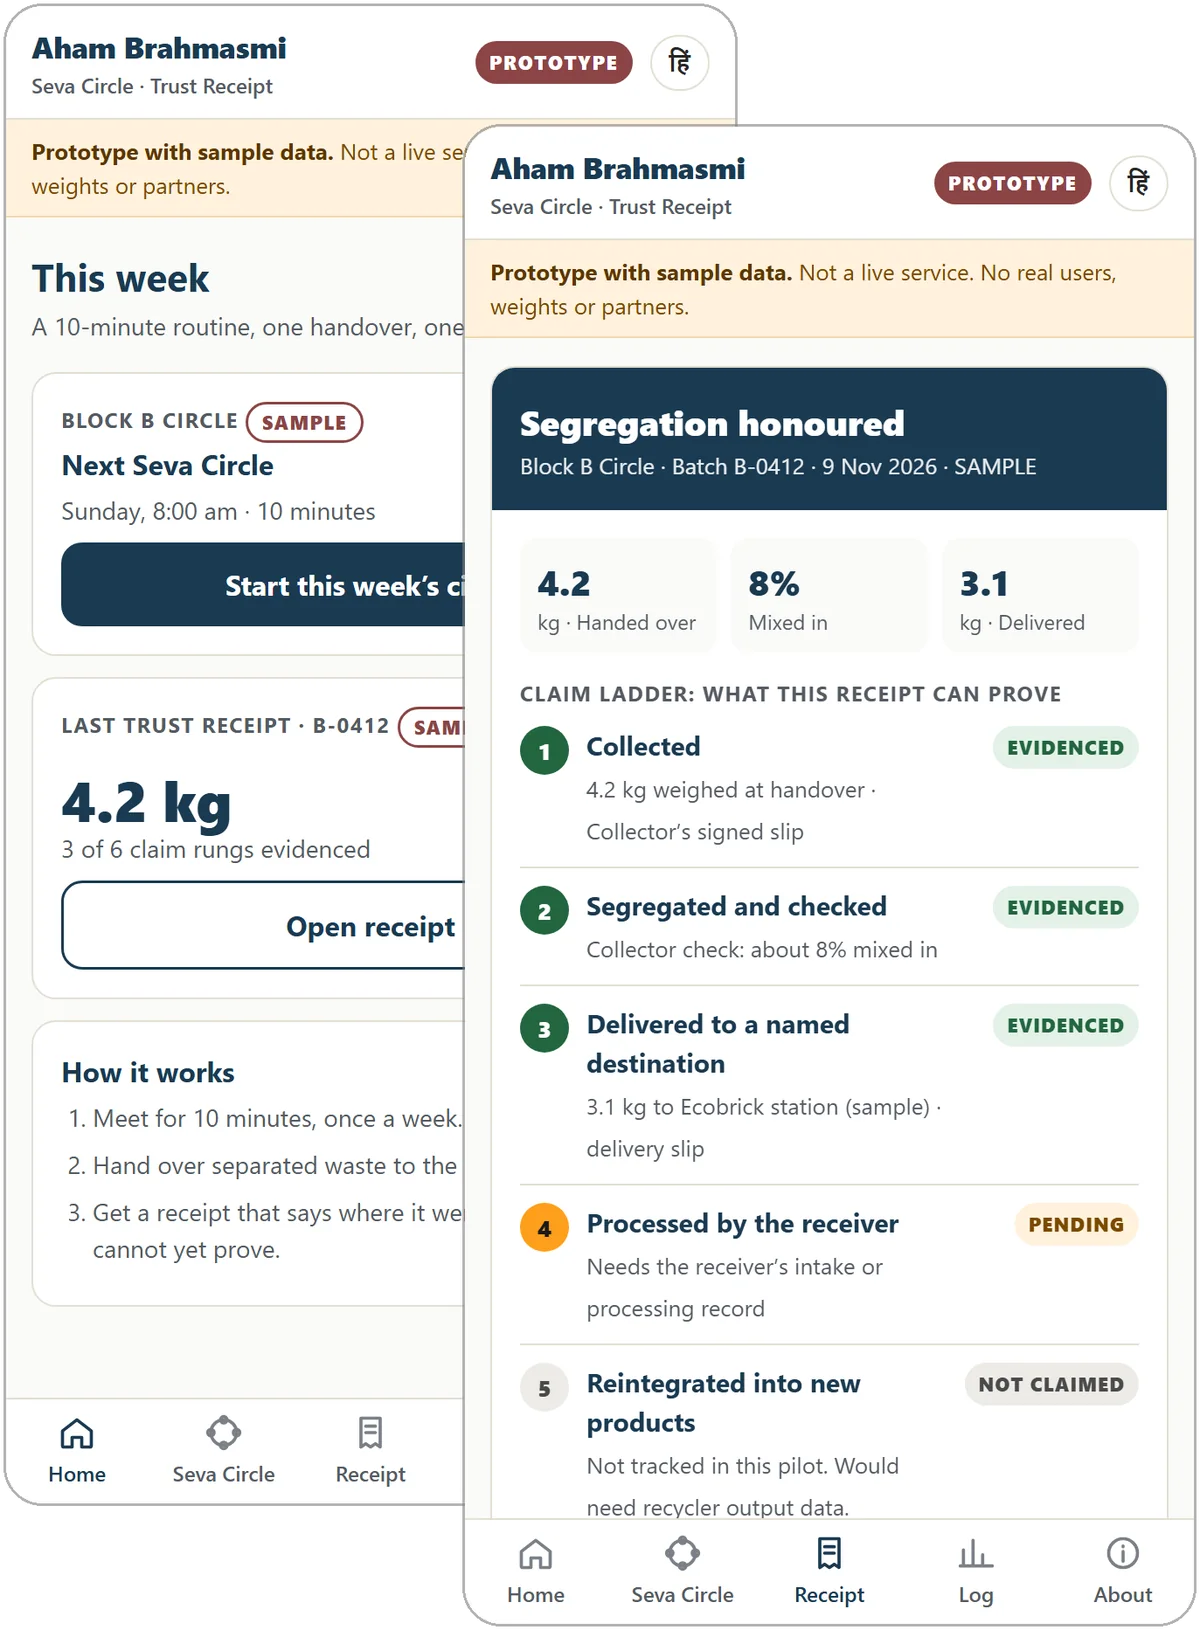 Aham Brahmasmi
Seva Circle · Trust Receipt
PROTOTYPE
हिं
Prototype with sample data. Not a live se
weights or partners.
This week
A 10-minute routine, one handover, one
BLOCK B CIRCLE SAMPLE
Next Seva Circle
Sunday, 8:00 am · 10 minutes
Start this week’s ci
LAST TRUST RECEIPT · B-0412 SAM
4.2 kg
3 of 6 claim rungs evidenced
Open receipt
How it works
1. Meet for 10 minutes, once a week.
2. Hand over separated waste to the
3. Get a receipt that says where it we
cannot yet prove.
Home
Seva Circle
Receipt
Aham Brahmasmi
Seva Circle · Trust Receipt
PROTOTYPE
हिं
Prototype with sample data. Not a live service. No real users,
weights or partners.
Segregation honoured
Block B Circle · Batch B-0412 · 9 Nov 2026 · SAMPLE
4.2
kg · Handed over
8%
Mixed in
3.1
kg · Delivered
CLAIM LADDER: WHAT THIS RECEIPT CAN PROVE
1 Collected EVIDENCED
4.2 kg weighed at handover ·
Collector’s signed slip
2 Segregated and checked EVIDENCED
Collector check: about 8% mixed in
3 Delivered to a named EVIDENCED
destination
3.1 kg to Ecobrick station (sample) ·
delivery slip
4 Processed by the receiver PENDING
Needs the receiver’s intake or
processing record
5 Reintegrated into new NOT CLAIMED
products
Not tracked in this pilot. Would
need recycler output data.
Home
Seva Circle
Receipt
Log
About